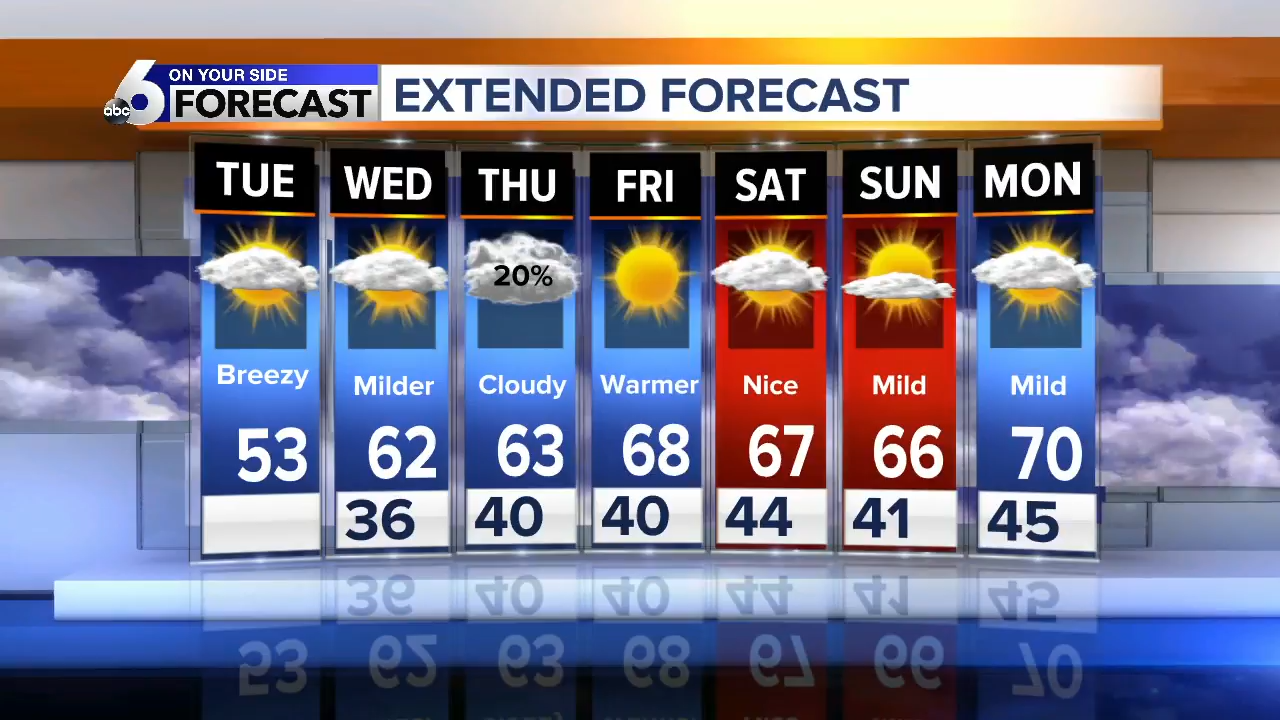 abc 6 ON YOUR SIDE
FORECAST
EXTENDED FORECAST
TUE WED THU FRI SAT SUN MON
20%
Breezy Milder Cloudy Warmer Nice Mild Mild
53 62 63 68 67 66 70
36 40 40 44 41 45